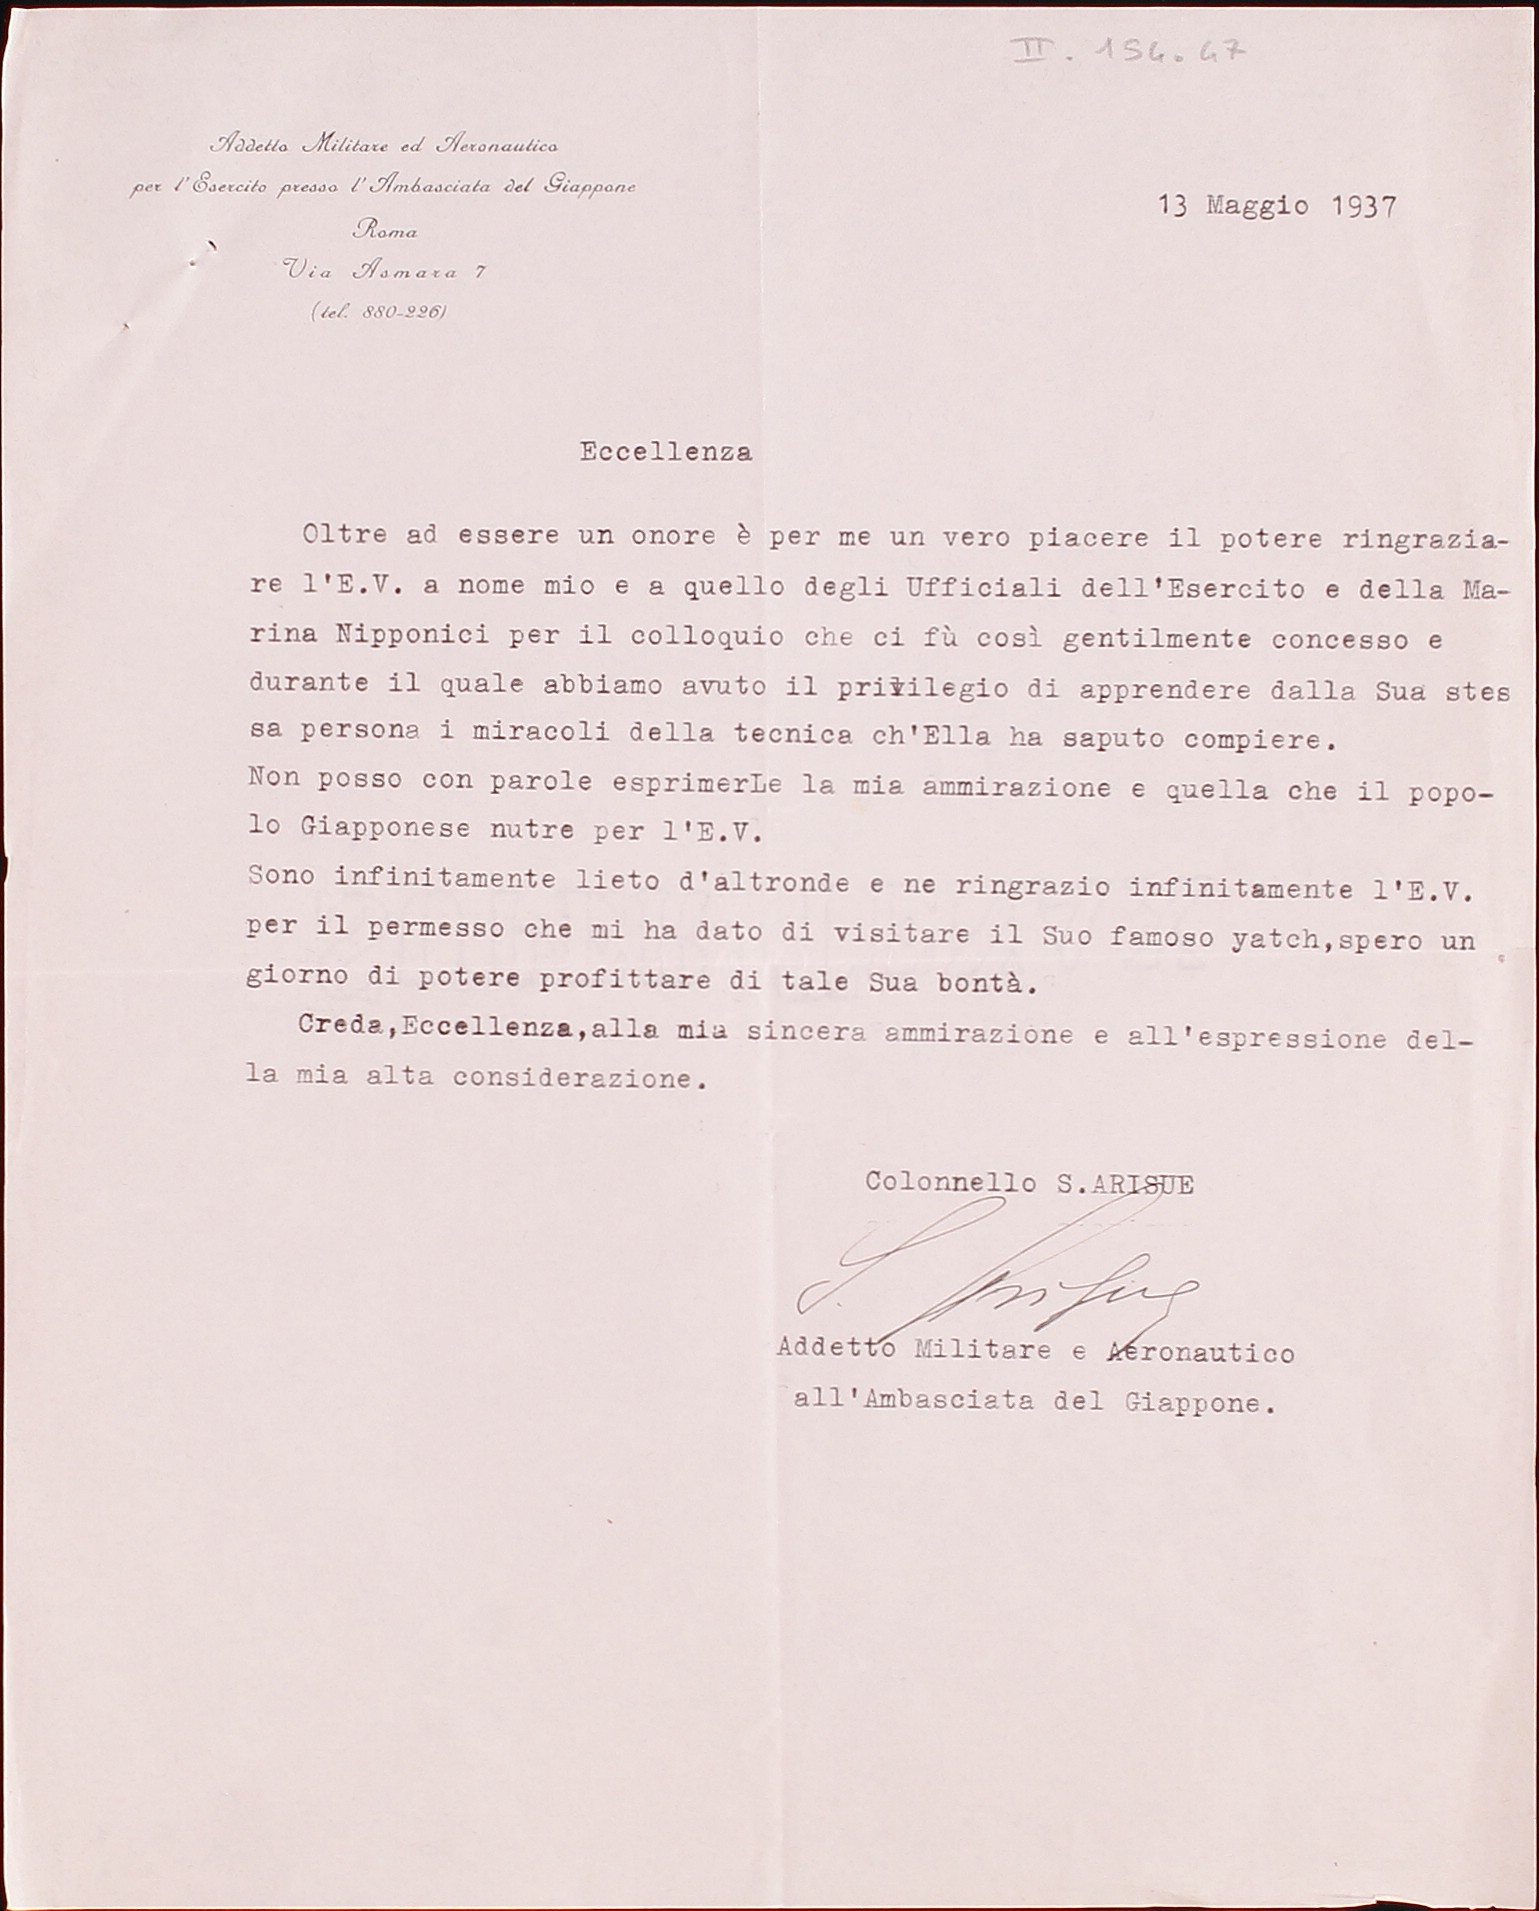 II. 154.47
Addetto Militare ed Aeronautico
per l'Esercito presso l'Ambasciata del Giappone
Roma
Via Asmara 7
(tel. 880-226)
13 Maggio 1937
Eccellenza
Oltre ad essere un onore è per me un vero piacere il potere ringrazia-
re l'E.V. a nome mio e a quello degli Ufficiali dell'Esercito e della Ma-
rina Nipponici per il colloquio che ci fù così gentilmente concesso e
durante il quale abbiamo avuto il privilegio di apprendere dalla Sua stes
sa persona i miracoli della tecnica ch'Ella ha saputo compiere.
Non posso con parole esprimerLe la mia ammirazione e quella che il popo-
lo Giapponese nutre per l'E.V.
Sono infinitamente lieto d'altronde e ne ringrazio infinitamente l'E.V.
per il permesso che mi ha dato di visitare il Suo famoso yatch,spero un
giorno di potere profittare di tale Sua bontà.
Creda,Eccellenza,alla mia sincera ammirazione e all'espressione del-
la mia alta considerazione.
Colonnello S.ARISUE
S. Arisue
Addetto Militare e Aeronautico
all'Ambasciata del Giappone.